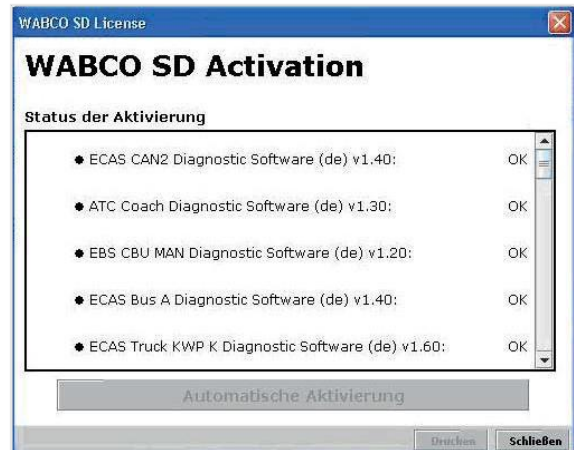 WABCO SD License
WABCO SD Activation
Status der Aktivierung
● ECAS CAN2 Diagnostic Software (de) v1.40: OK
● ATC Coach Diagnostic Software (de) v1.30: OK
● EBS CBU MAN Diagnostic Software (de) v1.20: OK
● ECAS Bus A Diagnostic Software (de) v1.40: OK
● ECAS Truck KWP K Diagnostic Software (de) v1.60: OK
Automatische Aktivierung
Drucken Schließen